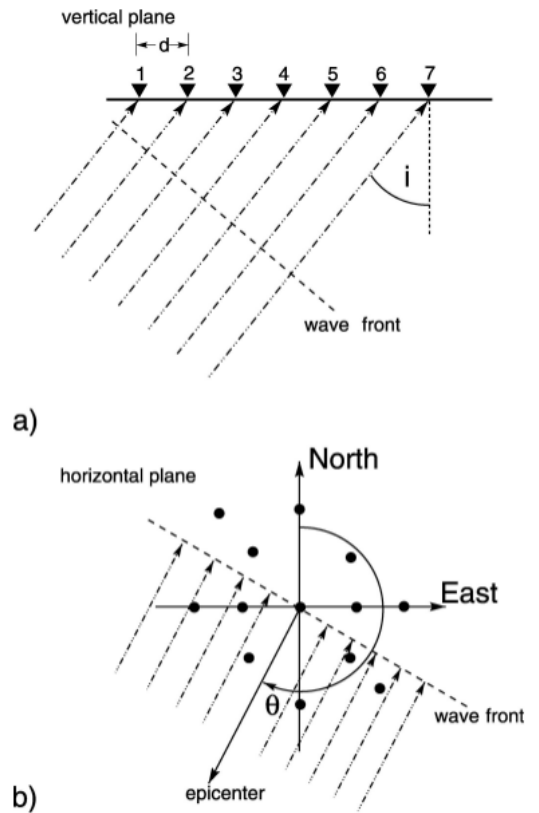 vertical plane
d
1 2 3 4 5 6 7
i
wave front
a)
North
horizontal plane
East
θ
wave front
epicenter
b)